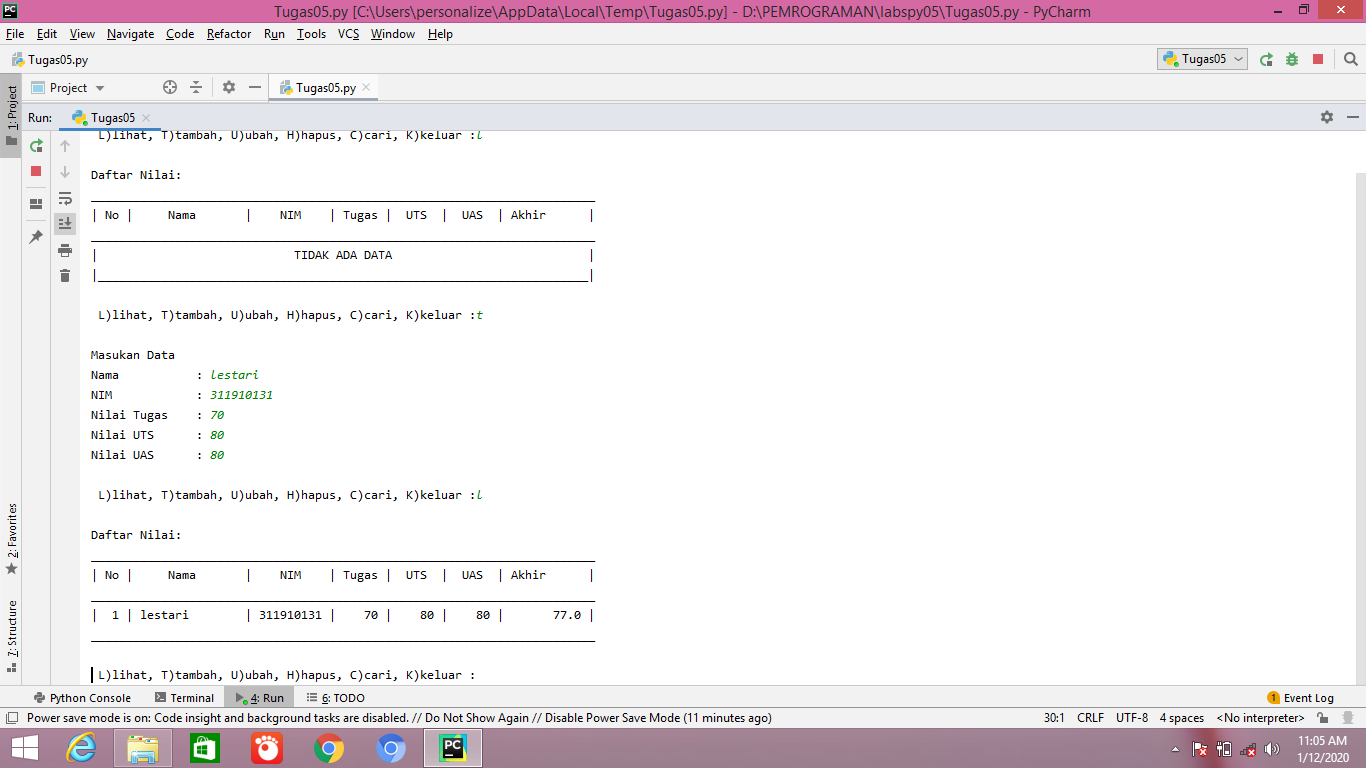 PC Tugas05.py [C:\Users\personalize\AppData\Local\Temp\Tugas05.py] - D:\PEMROGRAMAN\labspy05\Tugas05.py - PyCharm
File Edit View Navigate Code Refactor Run Tools VCS Window Help
Tugas05.py Tugas05
1: Project Project Tugas05.py
Run: Tugas05
L)lihat, T)tambah, U)ubah, H)hapus, C)cari, K)keluar :l
Daftar Nilai:
| No | Nama | NIM | Tugas | UTS | UAS | Akhir |
| TIDAK ADA DATA |
L)lihat, T)tambah, U)ubah, H)hapus, C)cari, K)keluar :t
Masukan Data
Nama : lestari
NIM : 311910131
Nilai Tugas : 70
Nilai UTS : 80
Nilai UAS : 80
L)lihat, T)tambah, U)ubah, H)hapus, C)cari, K)keluar :l
Daftar Nilai:
| No | Nama | NIM | Tugas | UTS | UAS | Akhir |
| 1 | lestari | 311910131 | 70 | 80 | 80 | 77.0 |
L)lihat, T)tambah, U)ubah, H)hapus, C)cari, K)keluar :
2: Favorites
7: Structure
Python Console Terminal 4: Run 6: TODO 1 Event Log
Power save mode is on: Code insight and background tasks are disabled. // Do Not Show Again // Disable Power Save Mode (11 minutes ago) 30:1 CRLF UTF-8 4 spaces <No interpreter>
PC 11:05 AM
1/12/2020